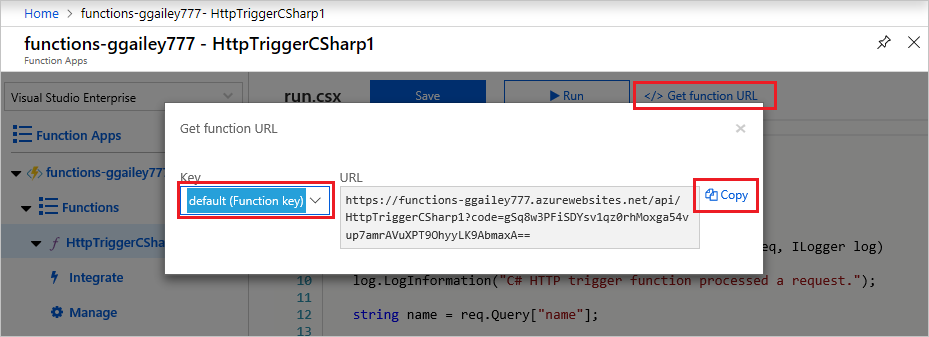 Home > functions-ggailey777 - HttpTriggerCSharp1
functions-ggailey777 - HttpTriggerCSharp1
Function Apps
Visual Studio Enterprise
run.csx
Save
Run
</> Get function URL
Function Apps
functions-ggailey777
Functions
f HttpTriggerCSha
Integrate
Manage
Get function URL
×
Key
URL
default (Function key)
https://functions-ggailey777.azurewebsites.net/api/
HttpTriggerCSharp1?code=gSq8w3PFiSDYsv1qz0rhMoxga54v
up7amrAVuXPT9OhyyLK9AbmaxA==
Copy
eq, ILogger log)
10 log.LogInformation("C# HTTP trigger function processed a request.");
11
12 string name = req.Query["name"];
13